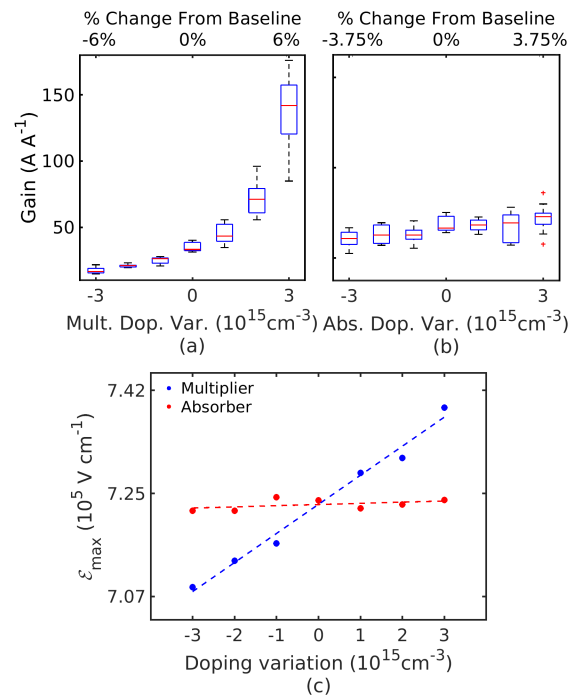 % Change From Baseline
-6% 0% 6%
% Change From Baseline
-3.75% 0% 3.75%
Gain (A A⁻¹)
150
100
50
-3 0 3
Mult. Dop. Var. (10¹⁵cm⁻³)
(a)
-3 0 3
Abs. Dop. Var. (10¹⁵cm⁻³)
(b)
Multiplier
Absorber
ℰmax (10⁵ V cm⁻¹)
7.42
7.25
7.07
-3 -2 -1 0 1 2 3
Doping variation (10¹⁵cm⁻³)
(c)